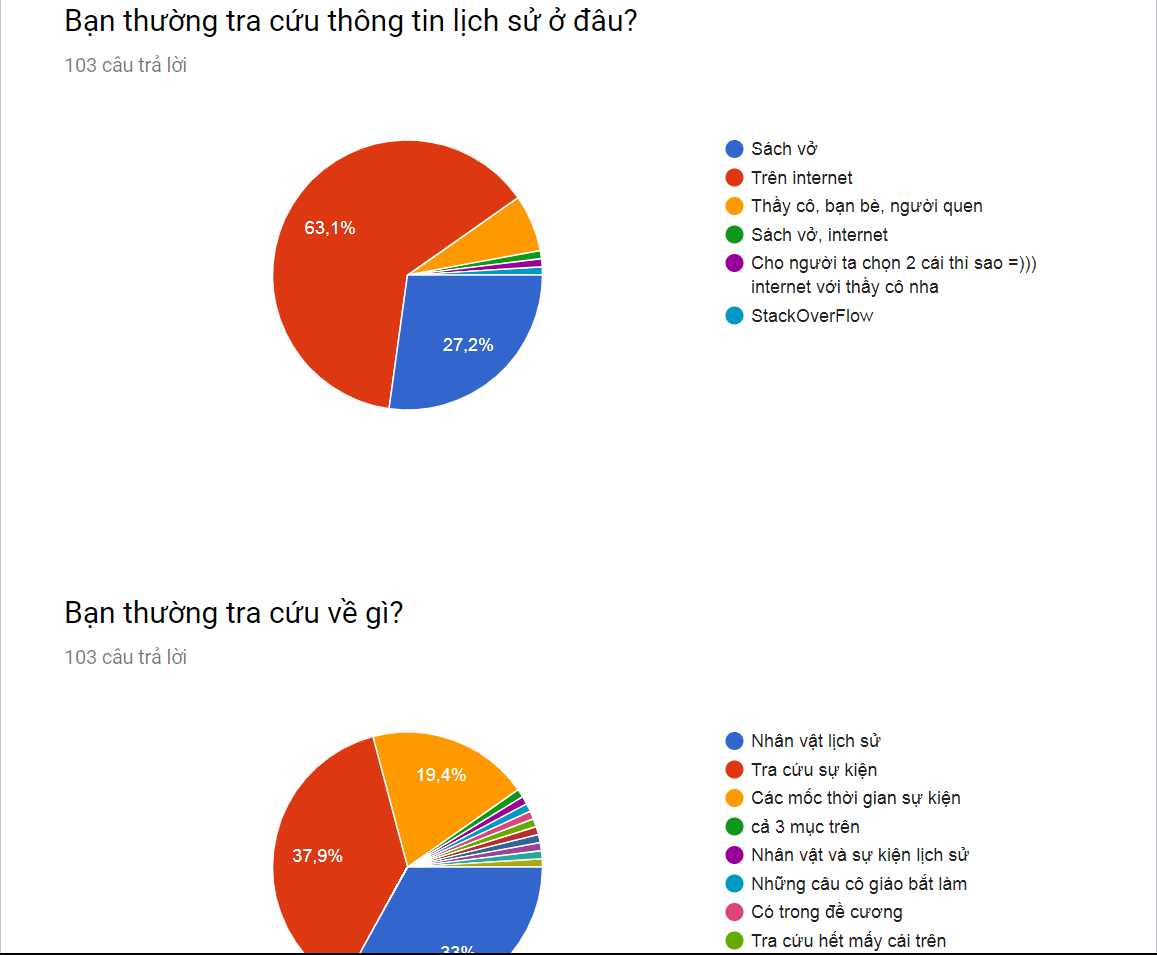 Bạn thường tra cứu thông tin lịch sử ở đâu?
103 câu trả lời
63,1%
27,2%
Sách vở
Trên internet
Thầy cô, bạn bè, người quen
Sách vở, internet
Cho người ta chọn 2 cái thì sao =)))
internet với thầy cô nha
StackOverFlow
Bạn thường tra cứu về gì?
103 câu trả lời
19,4%
37,9%
33%
Nhân vật lịch sử
Tra cứu sự kiện
Các mốc thời gian sự kiện
cả 3 mục trên
Nhân vật và sự kiện lịch sử
Những câu cô giáo bắt làm
Có trong đề cương
Tra cứu hết mấy cái trên